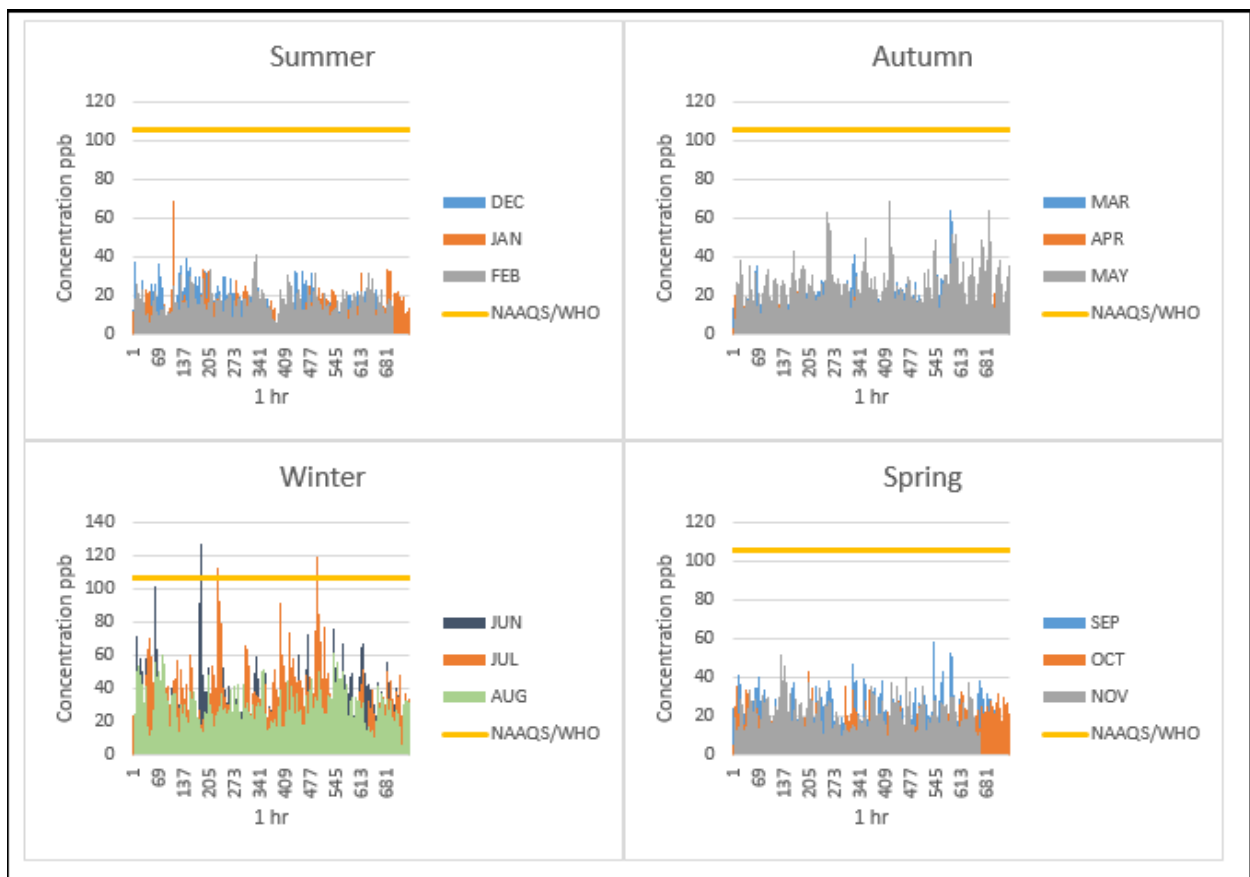 Summer
Concentration ppb
120
100
80
60
40
20
0
1
69
137
205
273
341
409
477
545
613
681
1 hr
DEC
JAN
FEB
NAAQS/WHO
Autumn
Concentration ppb
120
100
80
60
40
20
0
1
69
137
205
273
341
409
477
545
613
681
1 hr
MAR
APR
MAY
NAAQS/WHO
Winter
Concentration ppb
140
120
100
80
60
40
20
0
1
69
137
205
273
341
409
477
545
613
681
1 hr
JUN
JUL
AUG
NAAQS/WHO
Spring
Concentration ppb
120
100
80
60
40
20
0
1
69
137
205
273
341
409
477
545
613
681
1 hr
SEP
OCT
NOV
NAAQS/WHO